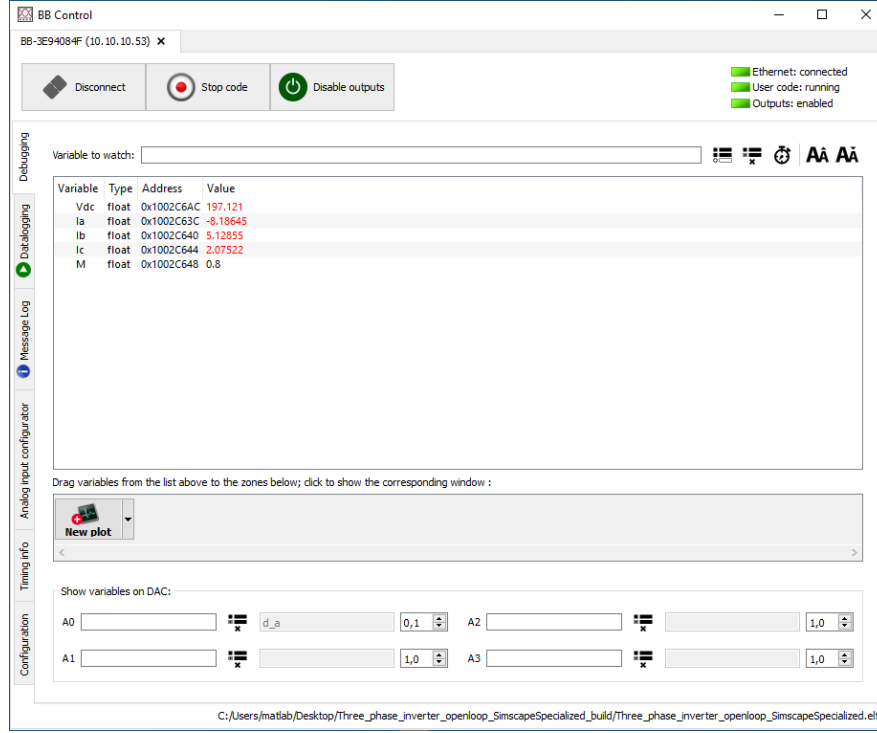 BB Control
BB-3E94084F (10.10.10.53)
Disconnect Stop code Disable outputs
Ethernet: connected
User code: running
Outputs: enabled
Debugging
Datalogging
Message Log
Analog input configurator
Timing info
Configuration
Variable to watch:
Variable Type Address Value
Vdc float 0x1002C6AC 197.121
Ia float 0x1002C63C -8.18645
Ib float 0x1002C640 5.12855
Ic float 0x1002C644 2.07522
M float 0x1002C648 0.8
Drag variables from the list above to the zones below; click to show the corresponding window :
New plot
Show variables on DAC:
A0 d_a 0,1 A2 1,0
A1 1,0 A3 1,0
C:/Users/matlab/Desktop/Three_phase_inverter_openloop_SimscapeSpecialized_build/Three_phase_inverter_openloop_SimscapeSpecialized.elf